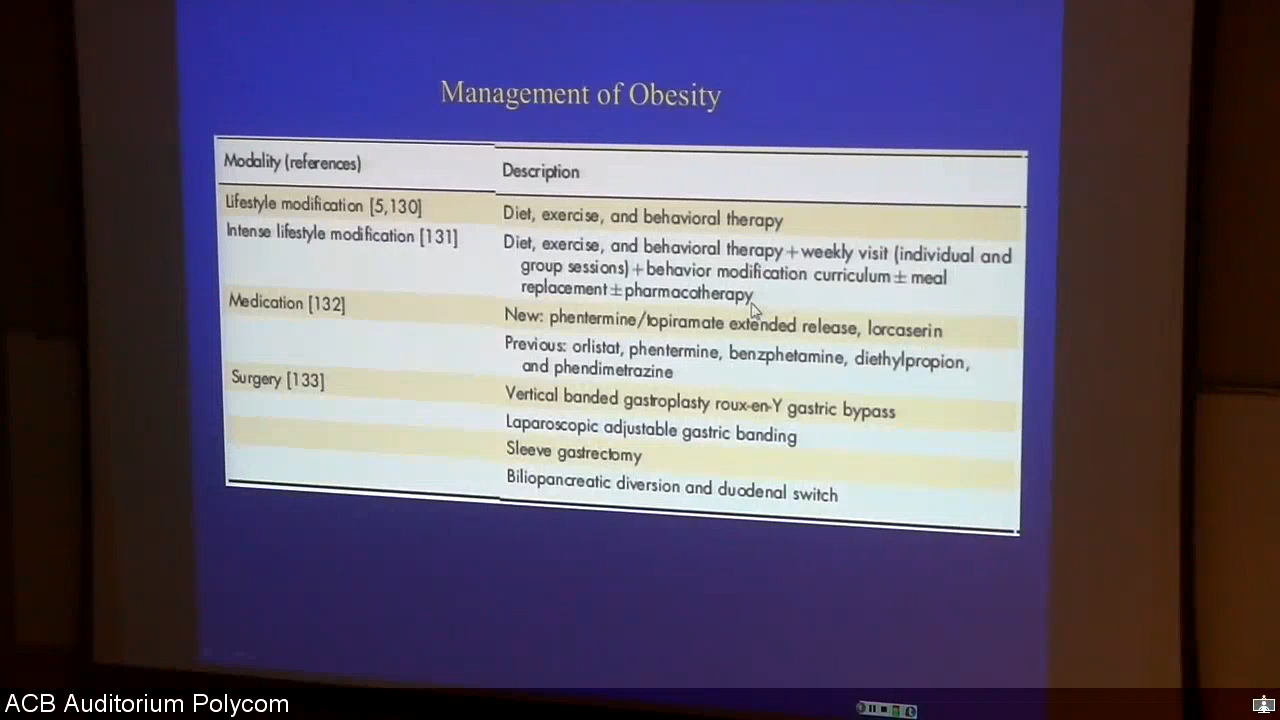 Management of Obesity
Modality (references)
Description
Lifestyle modification [5,130]
Diet, exercise, and behavioral therapy
Intense lifestyle modification [131]
Diet, exercise, and behavioral therapy + weekly visit (individual and
group sessions) + behavior modification curriculum ± meal
replacement ± pharmacotherapy
Medication [132]
New: phentermine/topiramate extended release, lorcaserin
Previous: orlistat, phentermine, benzphetamine, diethylpropion,
and phendimetrazine
Surgery [133]
Vertical banded gastroplasty roux-en-Y gastric bypass
Laparoscopic adjustable gastric banding
Sleeve gastrectomy
Biliopancreatic diversion and duodenal switch
ACB Auditorium Polycom